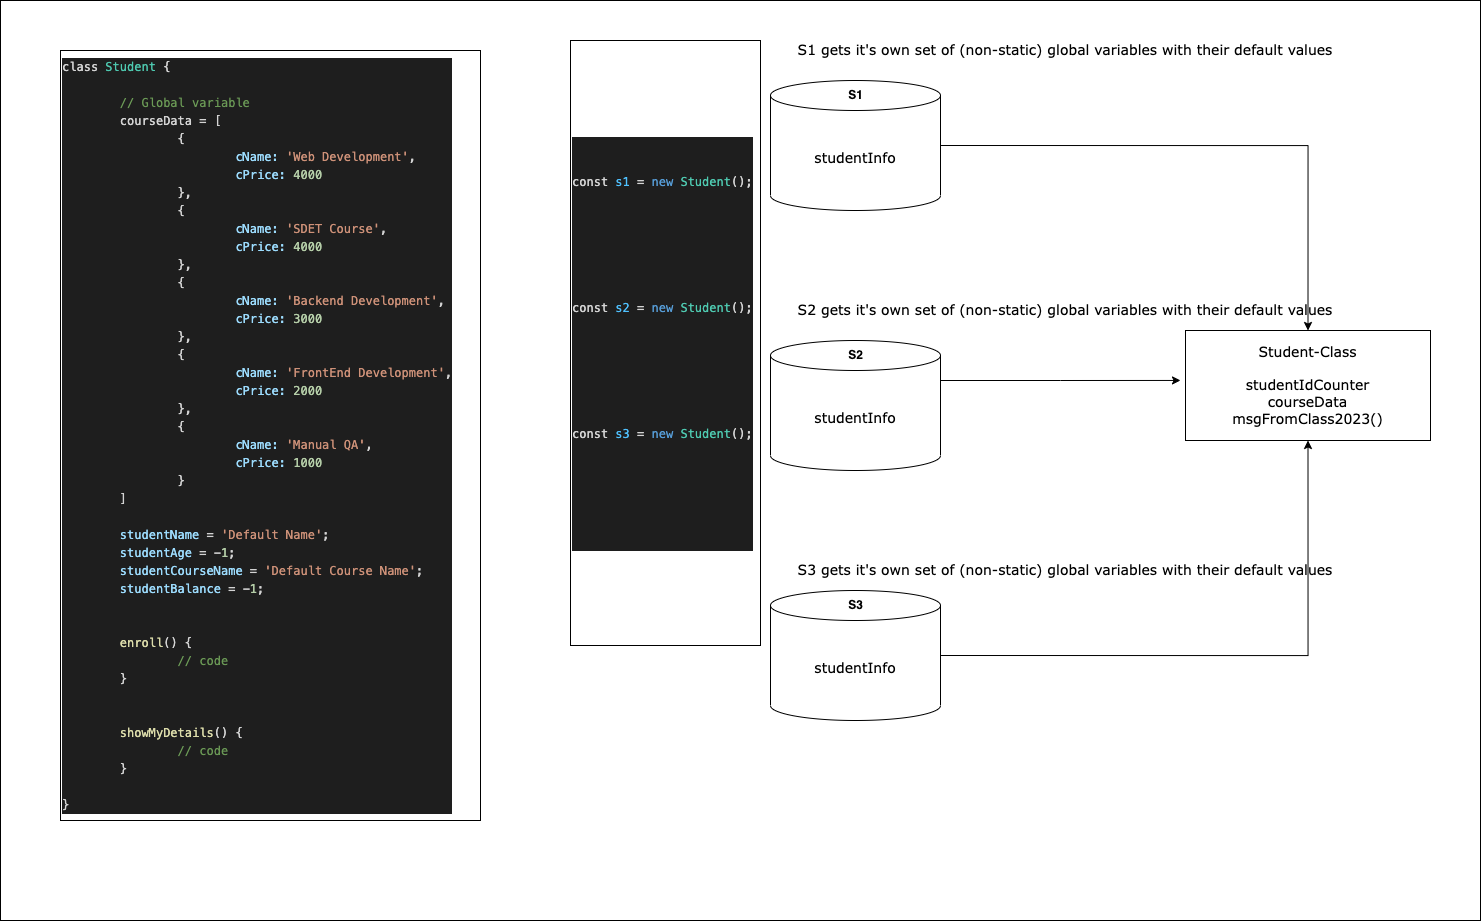 class Student {
// Global variable
courseData = [
{
cName: 'Web Development',
cPrice: 4000
},
{
cName: 'SDET Course',
cPrice: 4000
},
{
cName: 'Backend Development',
cPrice: 3000
},
{
cName: 'FrontEnd Development',
cPrice: 2000
},
{
cName: 'Manual QA',
cPrice: 1000
}
]
studentName = 'Default Name';
studentAge = -1;
studentCourseName = 'Default Course Name';
studentBalance = -1;
enroll() {
// code
}
showMyDetails() {
// code
}
}
const s1 = new Student();
const s2 = new Student();
const s3 = new Student();
S1 gets it's own set of (non-static) global variables with their default values
S1
studentInfo
S2 gets it's own set of (non-static) global variables with their default values
S2
studentInfo
S3 gets it's own set of (non-static) global variables with their default values
S3
studentInfo
Student-Class
studentIdCounter
courseData
msgFromClass2023()